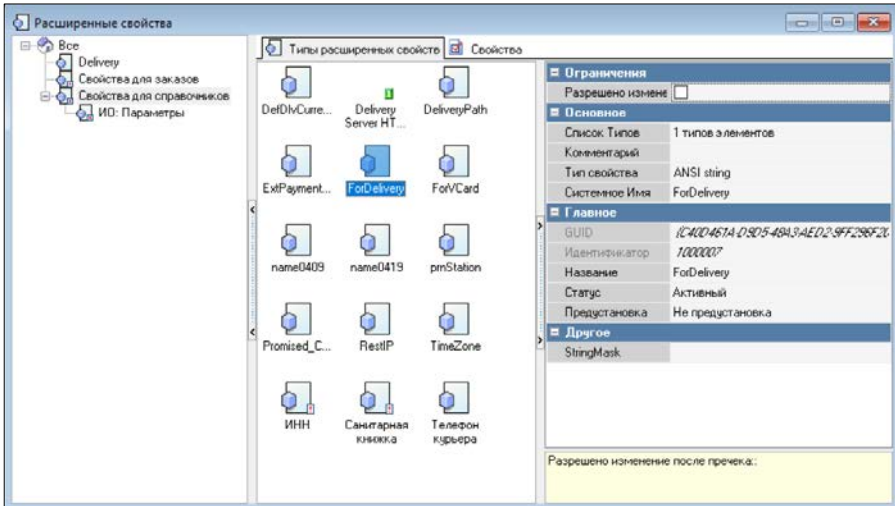 Расширенные свойства
Все
Delivery
Свойства для заказов
Свойства для справочников
ИО: Параметры
Типы расширенных свойств
Свойства
DefDlvCurre...
Delivery
Server HT...
DeliveryPath
ExtPayment...
ForDelivery
ForVCard
name0409
name0419
prnStation
Promised_C...
RestIP
TimeZone
ИНН
Санитарная
книжка
Телефон
курьера
Ограничения
Разрешено измене
Основное
Список Типов 1 типов элементов
Комментарий
Тип свойства ANSI string
Системное Имя ForDelivery
Главное
GUID
Идентификатор 1000007
Название ForDelivery
Статус Активный
Предустановка Не предустановка
Другое
StringMask
Разрешено изменение после пречека::